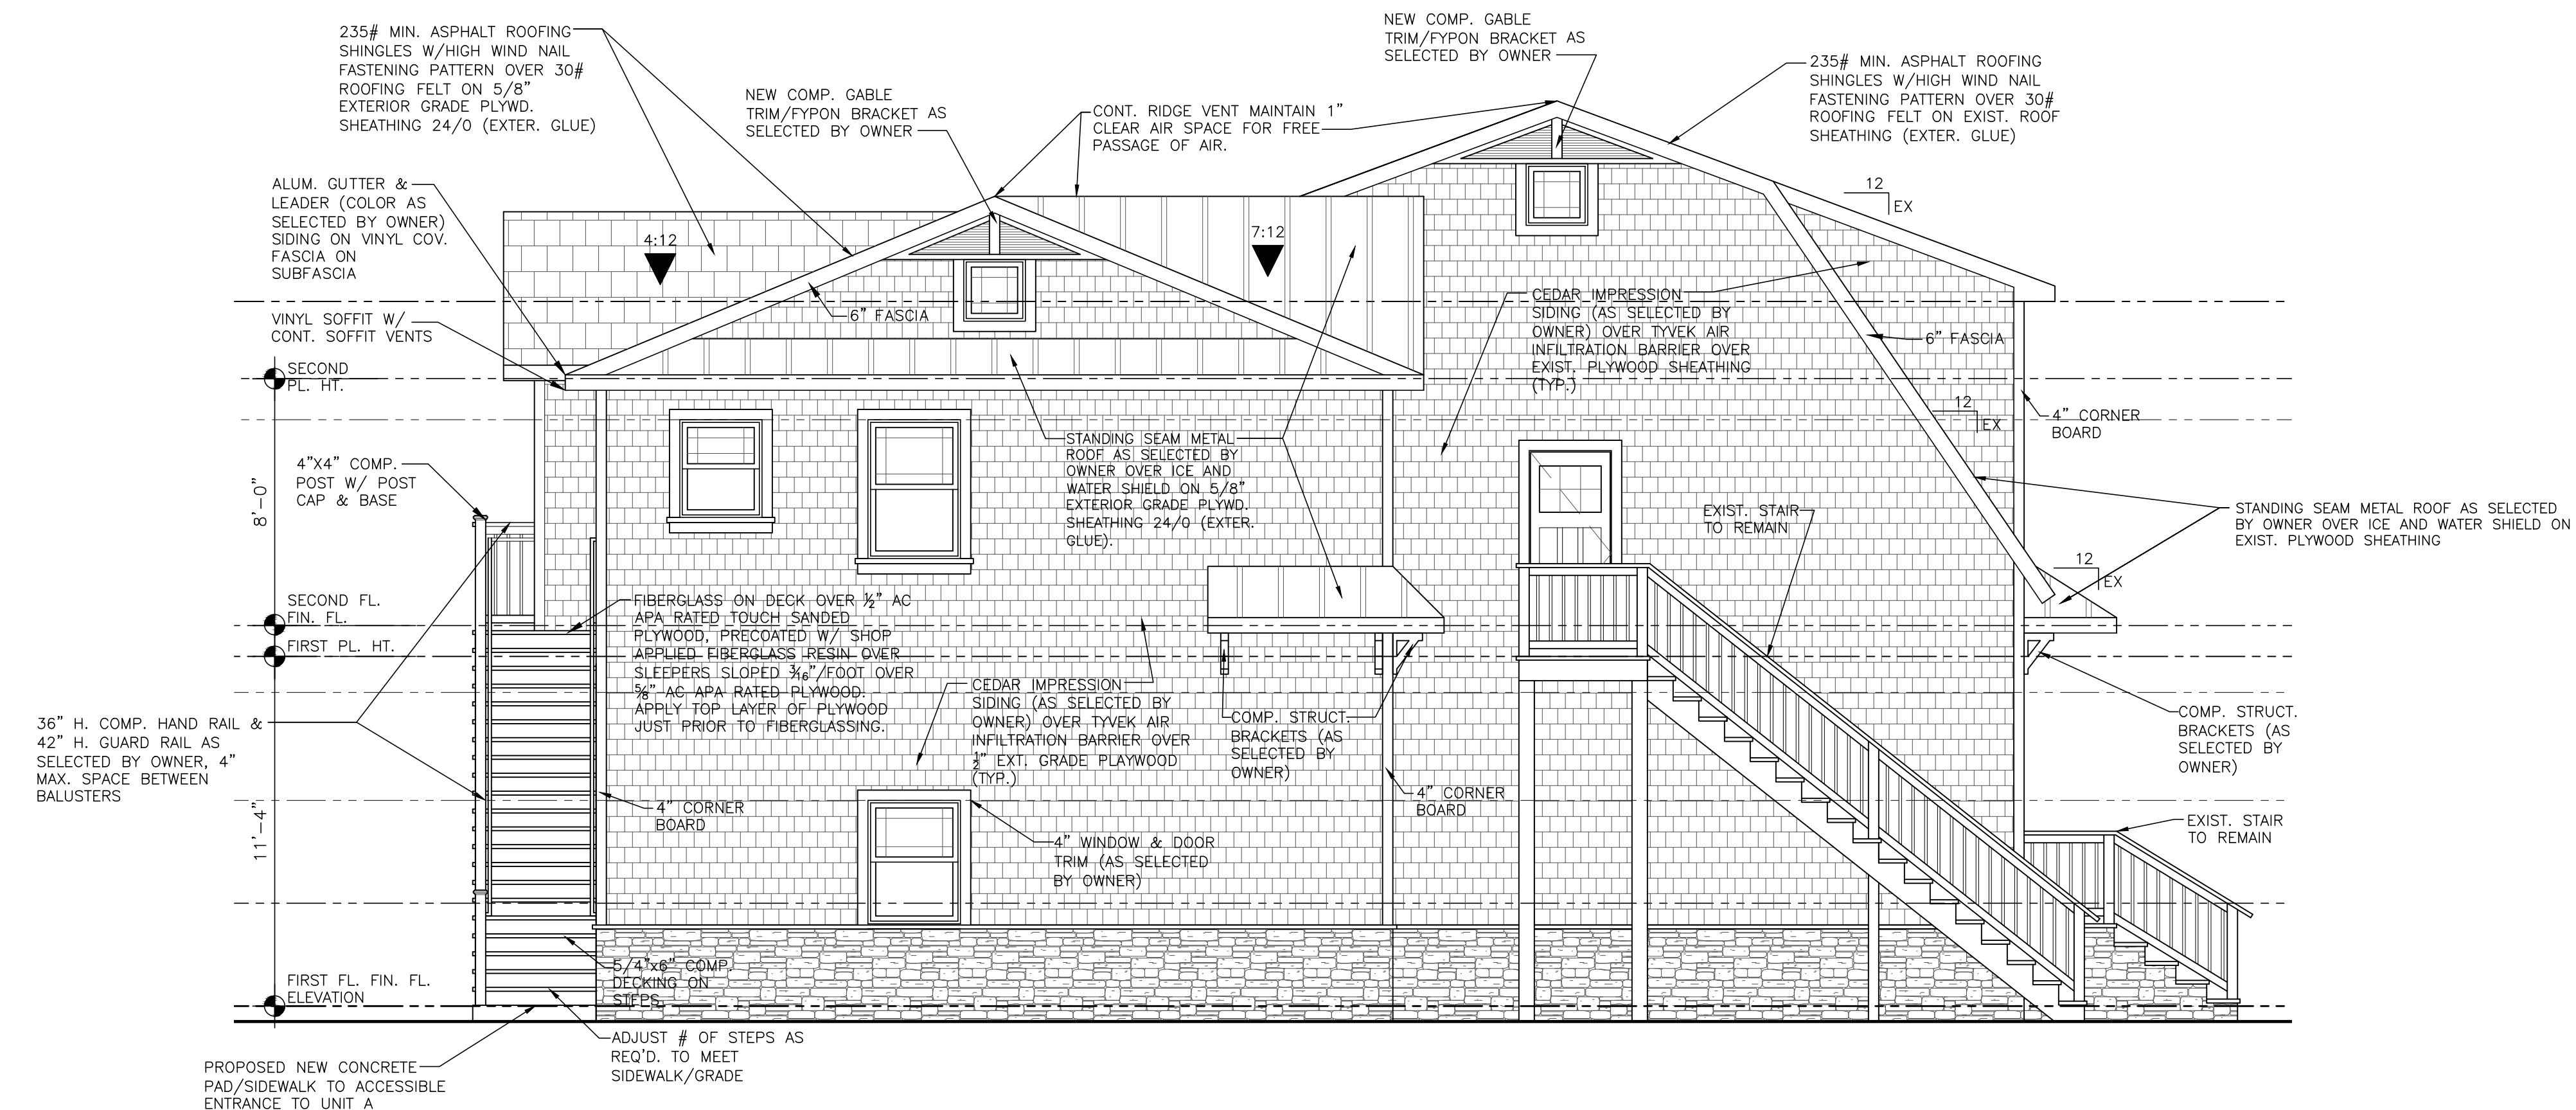 235# MIN. ASPHALT ROOFING
SHINGLES W/HIGH WIND NAIL
FASTENING PATTERN OVER 30#
ROOFING FELT ON 5/8"
EXTERIOR GRADE PLYWD.
SHEATHING 24/0 (EXTER. GLUE)
NEW COMP. GABLE
TRIM/FYPON BRACKET AS
SELECTED BY OWNER
CONT. RIDGE VENT MAINTAIN 1"
CLEAR AIR SPACE FOR FREE
PASSAGE OF AIR.
NEW COMP. GABLE
TRIM/FYPON BRACKET AS
SELECTED BY OWNER
235# MIN. ASPHALT ROOFING
SHINGLES W/HIGH WIND NAIL
FASTENING PATTERN OVER 30#
ROOFING FELT ON EXIST. ROOF
SHEATHING (EXTER. GLUE)
ALUM. GUTTER &
LEADER (COLOR AS
SELECTED BY OWNER)
SIDING ON VINYL COV.
FASCIA ON
SUBFASCIA
4:12
7:12
12
EX
VINYL SOFFIT W/
CONT. SOFFIT VENTS
6" FASCIA
CEDAR IMPRESSION
SIDING (AS SELECTED BY
OWNER) OVER TYVEK AIR
INFILTRATION BARRIER OVER
EXIST. PLYWOOD SHEATHING
(TYP.)
6" FASCIA
SECOND
PL. HT.
12
EX
4" CORNER
BOARD
4"X4" COMP.
POST W/ POST
CAP & BASE
8'-0"
STANDING SEAM METAL
ROOF AS SELECTED BY
OWNER OVER ICE AND
WATER SHIELD ON 5/8"
EXTERIOR GRADE PLYWD.
SHEATHING 24/0 (EXTER.
GLUE).
EXIST. STAIR
TO REMAIN
STANDING SEAM METAL ROOF AS SELECTED
BY OWNER OVER ICE AND WATER SHIELD ON
EXIST. PLYWOOD SHEATHING
12
EX
SECOND FL.
FIN. FL.
FIRST PL. HT.
FIBERGLASS ON DECK OVER ½" AC
APA RATED TOUCH SANDED
PLYWOOD, PRECOATED W/ SHOP
APPLIED FIBERGLASS RESIN OVER
SLEEPERS SLOPED 3/16"/FOOT OVER
⅝" AC APA RATED PLYWOOD.
APPLY TOP LAYER OF PLYWOOD
JUST PRIOR TO FIBERGLASSING.
CEDAR IMPRESSION
SIDING (AS SELECTED BY
OWNER) OVER TYVEK AIR
INFILTRATION BARRIER OVER
½" EXT. GRADE PLAYWOOD
(TYP.)
COMP. STRUCT.
BRACKETS (AS
SELECTED BY
OWNER)
COMP. STRUCT.
BRACKETS (AS
SELECTED BY
OWNER)
36" H. COMP. HAND RAIL &
42" H. GUARD RAIL AS
SELECTED BY OWNER, 4"
MAX. SPACE BETWEEN
BALUSTERS
11'-4"
4" CORNER
BOARD
4" CORNER
BOARD
4" WINDOW & DOOR
TRIM (AS SELECTED
BY OWNER)
EXIST. STAIR
TO REMAIN
5/4"x6" COMP.
DECKING ON
STEPS
FIRST FL. FIN. FL.
ELEVATION
ADJUST # OF STEPS AS
REQ'D. TO MEET
SIDEWALK/GRADE
PROPOSED NEW CONCRETE
PAD/SIDEWALK TO ACCESSIBLE
ENTRANCE TO UNIT A